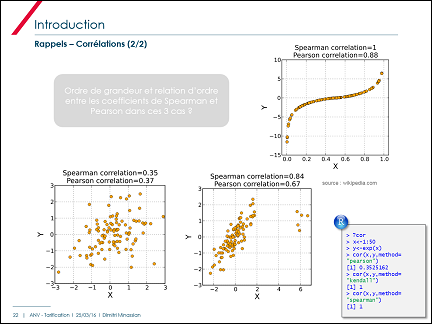 Introduction
Rappels – Corrélations (2/2)
Ordre de grandeur et relation d'ordre
entre les coefficients de Spearman et
Pearson dans ces 3 cas ?
Spearman correlation=1
Pearson correlation=0.88
10
5
0
-5
-10
-15
Y
0.0 0.2 0.4 0.6 0.8 1.0
X
source : wikipedia.com
Spearman correlation=0.35
Pearson correlation=0.37
3
2
1
0
-1
-2
-3
Y
-3 -2 -1 0 1 2 3
X
Spearman correlation=0.84
Pearson correlation=0.67
3
2
1
0
-1
-2
-3
Y
-2 0 2 4 6
X
R
> ?cor
> x<-1:50
> y<-exp(x)
> cor(x,y,method=
"pearson")
[1] 0.3525162
> cor(x,y,method=
"kendall")
[1] 1
> cor(x,y,method=
"spearman")
[1] 1
22 | ANV - Tarification | 25/03/16 | Dimitri Minassian